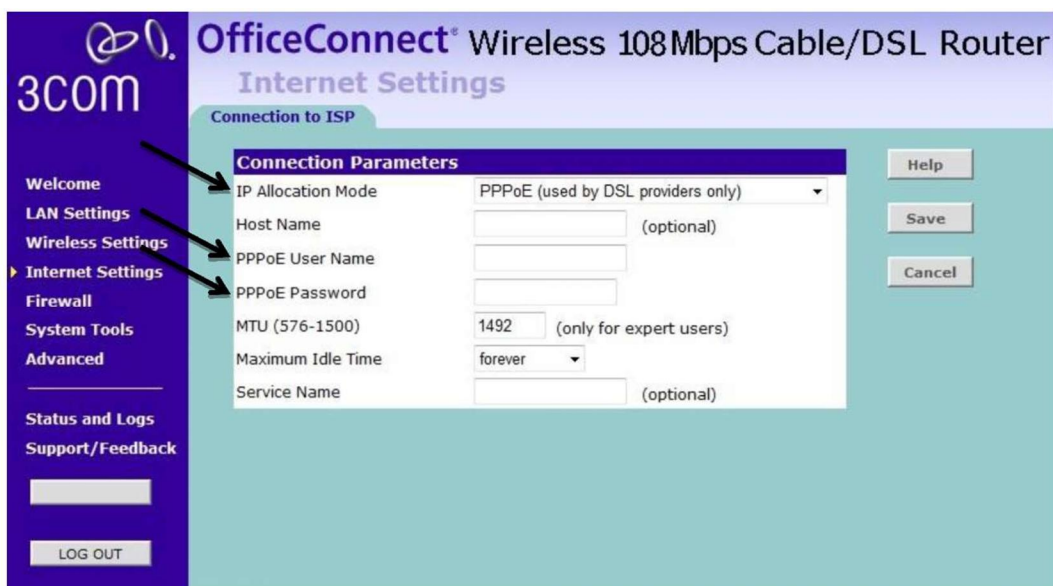 3COM
OfficeConnect® Wireless 108Mbps Cable/DSL Router
Internet Settings
Connection to ISP
Welcome
LAN Settings
Wireless Settings
Internet Settings
Firewall
System Tools
Advanced
Status and Logs
Support/Feedback
LOG OUT
Connection Parameters
IP Allocation Mode PPPoE (used by DSL providers only)
Host Name (optional)
PPPoE User Name
PPPoE Password
MTU (576-1500) 1492 (only for expert users)
Maximum Idle Time forever
Service Name (optional)
Help
Save
Cancel